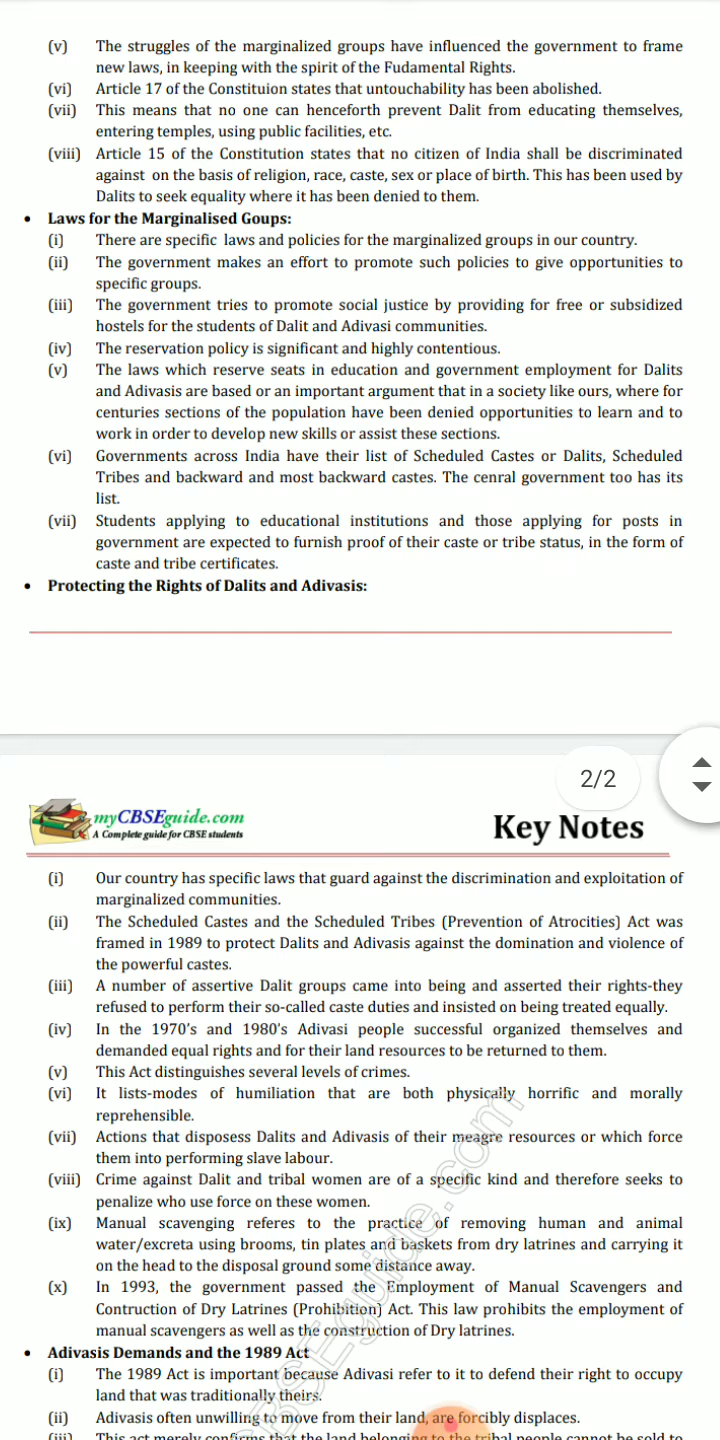 (v) The struggles of the marginalized groups have influenced the government to frame
new laws, in keeping with the spirit of the Fudamental Rights.
(vi) Article 17 of the Constituion states that untouchability has been abolished.
(vii) This means that no one can henceforth prevent Dalit from educating themselves,
entering temples, using public facilities, etc.
(viii) Article 15 of the Constitution states that no citizen of India shall be discriminated
against on the basis of religion, race, caste, sex or place of birth. This has been used by
Dalits to seek equality where it has been denied to them.
• Laws for the Marginalised Goups:
(i) There are specific laws and policies for the marginalized groups in our country.
(ii) The government makes an effort to promote such policies to give opportunities to
specific groups.
(iii) The government tries to promote social justice by providing for free or subsidized
hostels for the students of Dalit and Adivasi communities.
(iv) The reservation policy is significant and highly contentious.
(v) The laws which reserve seats in education and government employment for Dalits
and Adivasis are based or an important argument that in a society like ours, where for
centuries sections of the population have been denied opportunities to learn and to
work in order to develop new skills or assist these sections.
(vi) Governments across India have their list of Scheduled Castes or Dalits, Scheduled
Tribes and backward and most backward castes. The cenral government too has its
list.
(vii) Students applying to educational institutions and those applying for posts in
government are expected to furnish proof of their caste or tribe status, in the form of
caste and tribe certificates.
• Protecting the Rights of Dalits and Adivasis:
2/2
myCBSEguide.com
A Complete guide for CBSE students
Key Notes
(i) Our country has specific laws that guard against the discrimination and exploitation of
marginalized communities.
(ii) The Scheduled Castes and the Scheduled Tribes (Prevention of Atrocities) Act was
framed in 1989 to protect Dalits and Adivasis against the domination and violence of
the powerful castes.
(iii) A number of assertive Dalit groups came into being and asserted their rights-they
refused to perform their so-called caste duties and insisted on being treated equally.
(iv) In the 1970's and 1980's Adivasi people successful organized themselves and
demanded equal rights and for their land resources to be returned to them.
(v) This Act distinguishes several levels of crimes.
(vi) It lists-modes of humiliation that are both physically horrific and morally
reprehensible.
(vii) Actions that disposess Dalits and Adivasis of their meagre resources or which force
them into performing slave labour.
(viii) Crime against Dalit and tribal women are of a specific kind and therefore seeks to
penalize who use force on these women.
(ix) Manual scavenging referes to the practice of removing human and animal
water/excreta using brooms, tin plates and baskets from dry latrines and carrying it
on the head to the disposal ground some distance away.
(x) In 1993, the government passed the Employment of Manual Scavengers and
Contruction of Dry Latrines (Prohibition) Act. This law prohibits the employment of
manual scavengers as well as the construction of Dry latrines.
• Adivasis Demands and the 1989 Act
(i) The 1989 Act is important because Adivasi refer to it to defend their right to occupy
land that was traditionally theirs.
(ii) Adivasis often unwilling to move from their land, are forcibly displaces.
(iii) This act merely confirms that the land belonging to the tribal people cannot be sold to
CBSEguide.com